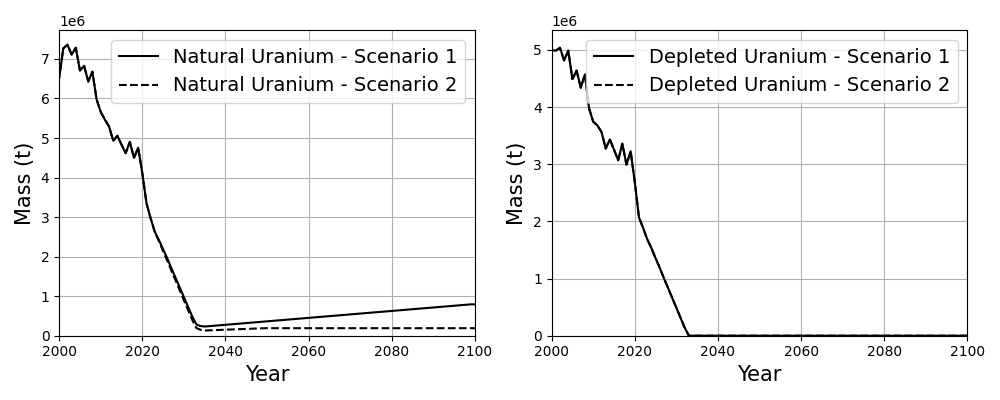 1e6
Natural Uranium - Scenario 1
Natural Uranium - Scenario 2
7
6
5
4
3
2
1
0
Mass (t)
2000 2020 2040 2060 2080 2100
Year
1e6
Depleted Uranium - Scenario 1
Depleted Uranium - Scenario 2
5
4
3
2
1
0
Mass (t)
2000 2020 2040 2060 2080 2100
Year